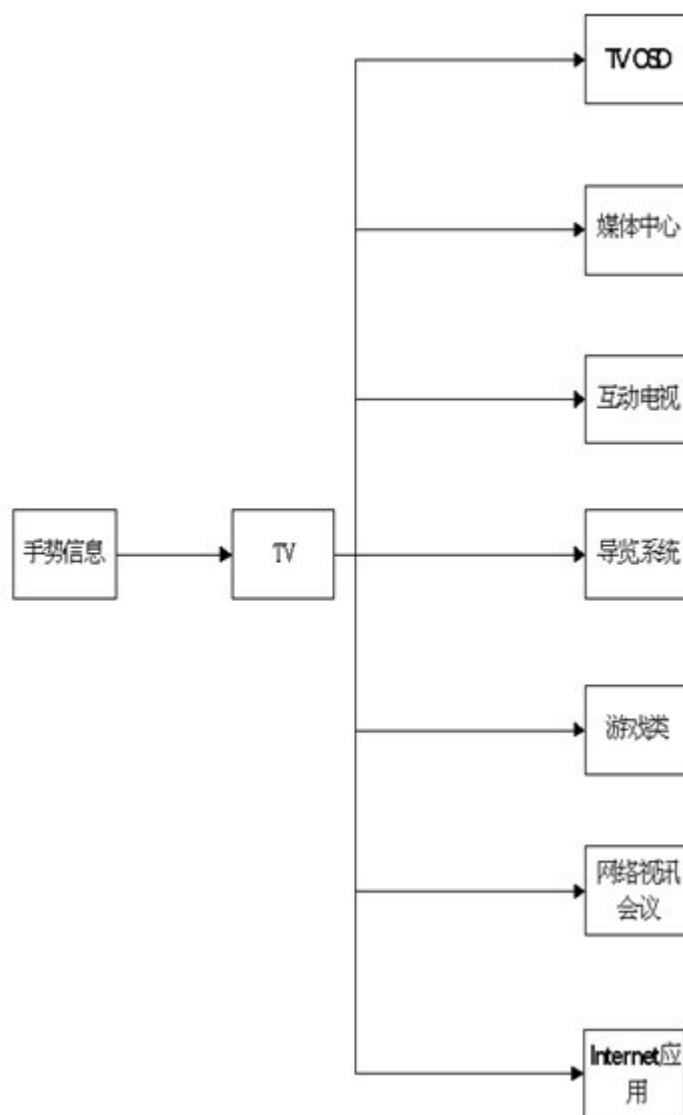 TV OSD
媒体中心
互动电视
手势信息
TV
导览系统
游戏类
网络视讯
会议
Internet应
用